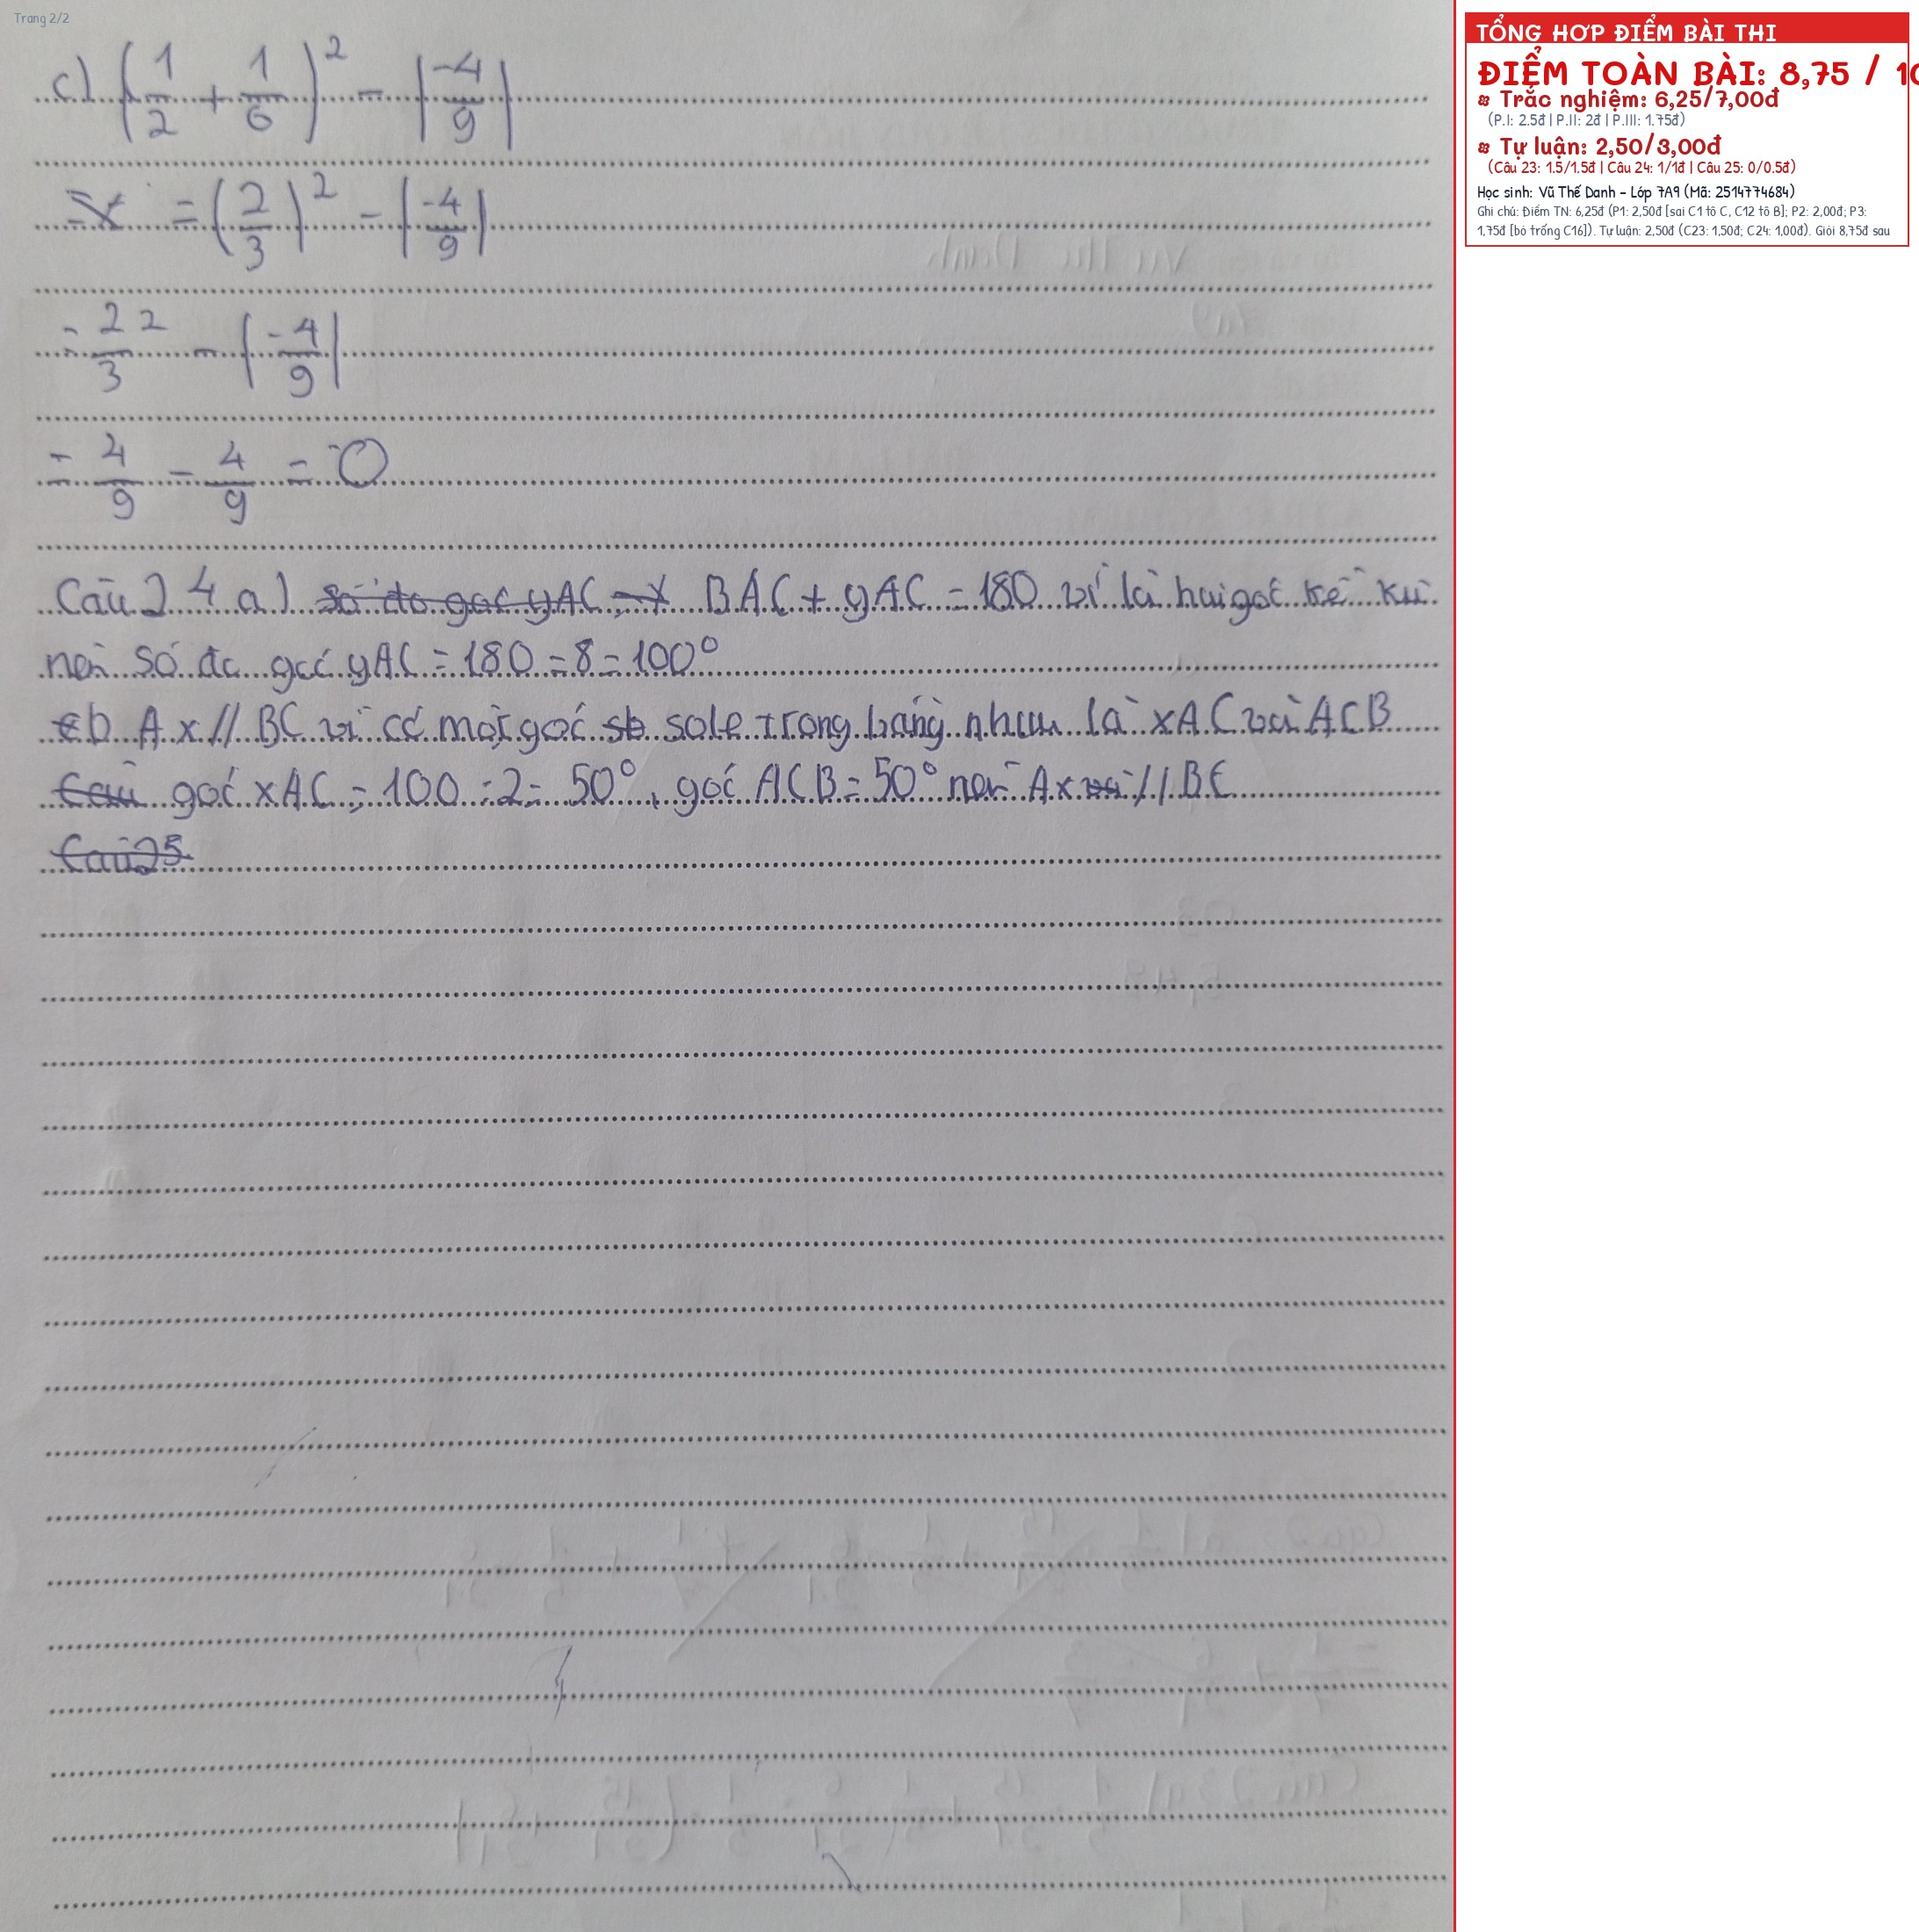 Trang 2/2
c) (1/2 + 1/6)² - |-4/9|
= (2/3)² - |-4/9|
= 2²/3 - |-4/9|
= 4/9 - 4/9 = 0
Câu 24 a) số đo góc yAC = BAC + yAC = 180 vì là hai góc kề
nên số đo góc yAC = 180 - 8 = 100°
b Ax // BC vì có một góc sole trong bằng nhau là xAC và ACB
Câu góc xAC = 100 : 2 = 50°, góc ACB = 50° nên Ax // BC
Câu 25
TỔNG HỢP ĐIỂM BÀI THI
ĐIỂM TOÀN BÀI: 8,75 / 10
Trắc nghiệm: 6,25/7,00đ
(P.I: 2.5đ | P.II: 2đ | P.III: 1.75đ)
Tự luận: 2,50/3,00đ
(Câu 23: 1.5/1.5đ | Câu 24: 1/1đ | Câu 25: 0/0.5đ)
Học sinh: Vũ Thế Danh - Lớp 7A9 (Mã: 2514774684)
Ghi chú: Điểm TN: 6,25đ (P1: 2,50đ [sai C1 tô C, C12 tô B]; P2: 2,00đ; P3:
1,75đ [bỏ trống C16]). Tự luận: 2,50đ (C23: 1,50đ; C24: 1,00đ). Giỏi 8,75đ sau